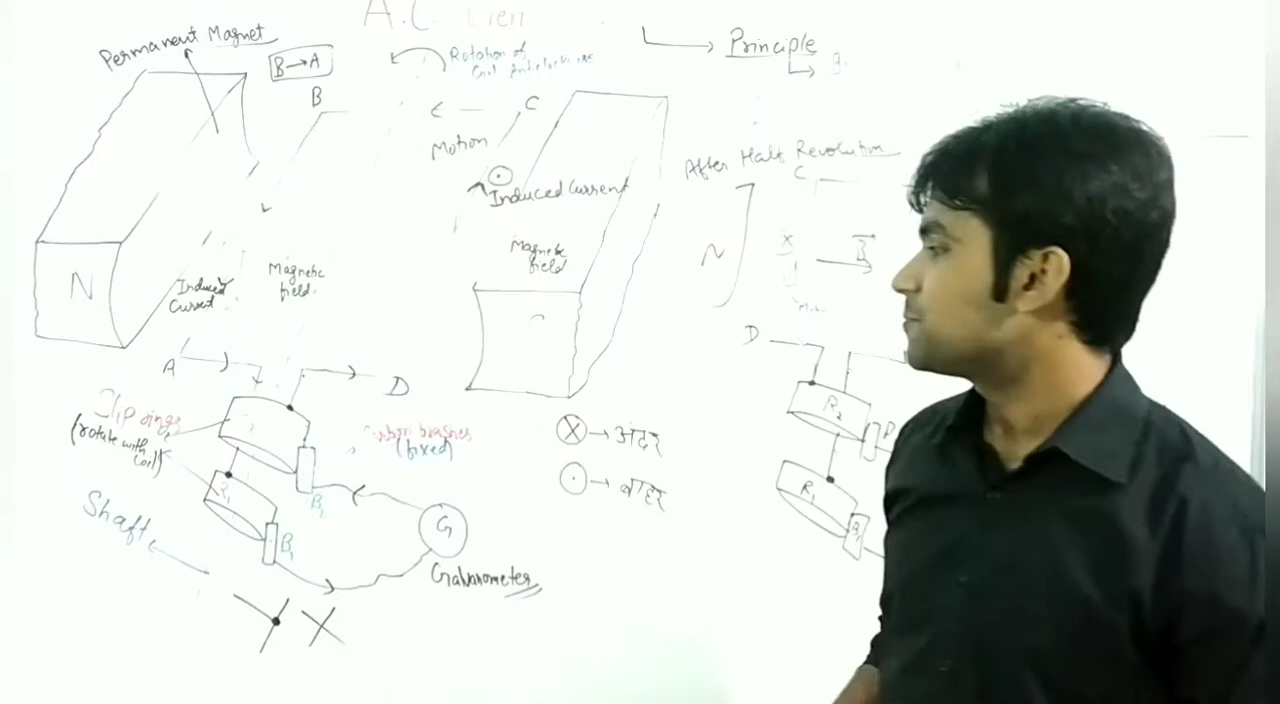 A.C.
Permanent Magnet
B→A
B
Rotation of
Coil Anticlockwise
Principle
C
Motion
Induced Current
After Half Revolution
C
N
Induced
Current
Magnetic
field
Magnetic
field
N
X
B
A
D
D
Slip rings
(rotate with
coil)
Carbon brushes
(fixed)
X → अंदर
→ बाहर
R2
R1
R1
B1
B1
B1
G
Shaft
Galvanometer